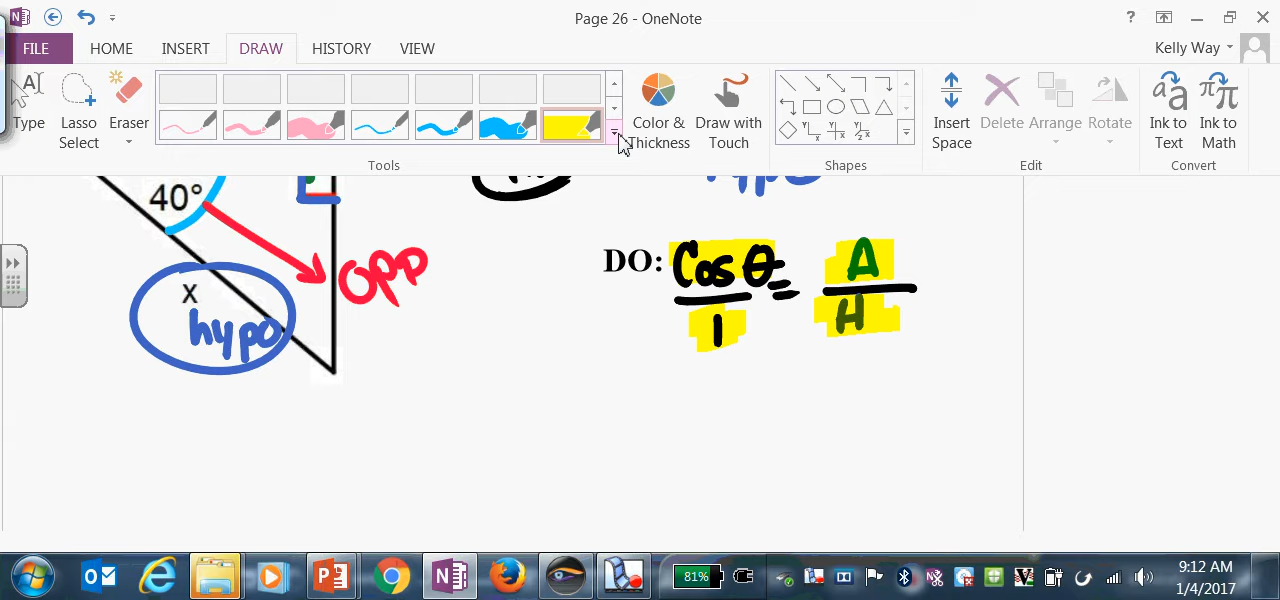 Page 26 - OneNote
?
Kelly Way
FILE HOME INSERT DRAW HISTORY VIEW
Type
Lasso Select
Eraser
Color & Thickness
Draw with Touch
Insert Space
Delete
Arrange
Rotate
Ink to Text
Ink to Math
Tools
Shapes
Edit
Convert
40°
hypo
opp
x
hypo
DO: Cosθ = A
1 H
81%
9:12 AM
1/4/2017